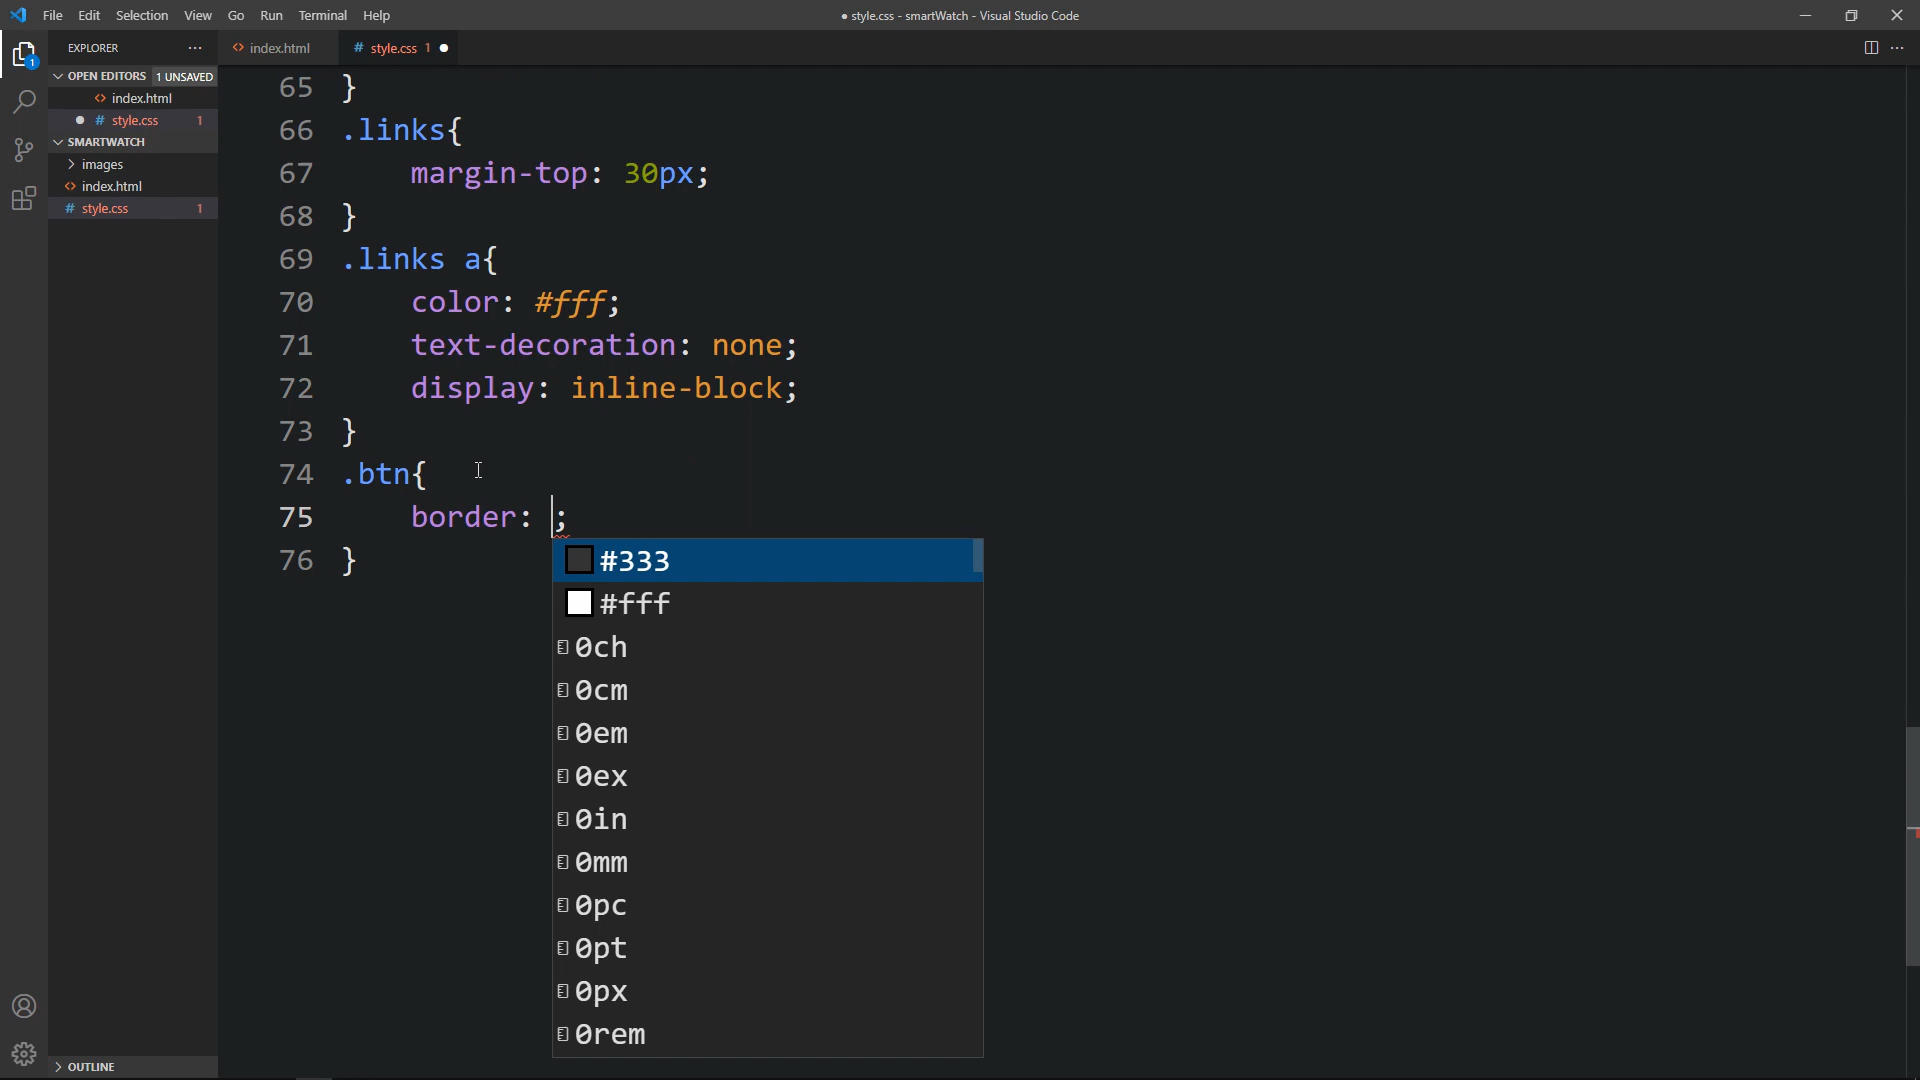 File Edit Selection View Go Run Terminal Help
● style.css - smartWatch - Visual Studio Code
EXPLORER
index.html
# style.css 1
OPEN EDITORS 1 UNSAVED
index.html
# style.css 1
SMARTWATCH
images
index.html
# style.css 1
OUTLINE
1
65 }
66 .links{
67 margin-top: 30px;
68 }
69 .links a{
70 color: #fff;
71 text-decoration: none;
72 display: inline-block;
73 }
74 .btn{
75 border: ;
76 }
#333
#fff
0ch
0cm
0em
0ex
0in
0mm
0pc
0pt
0px
0rem